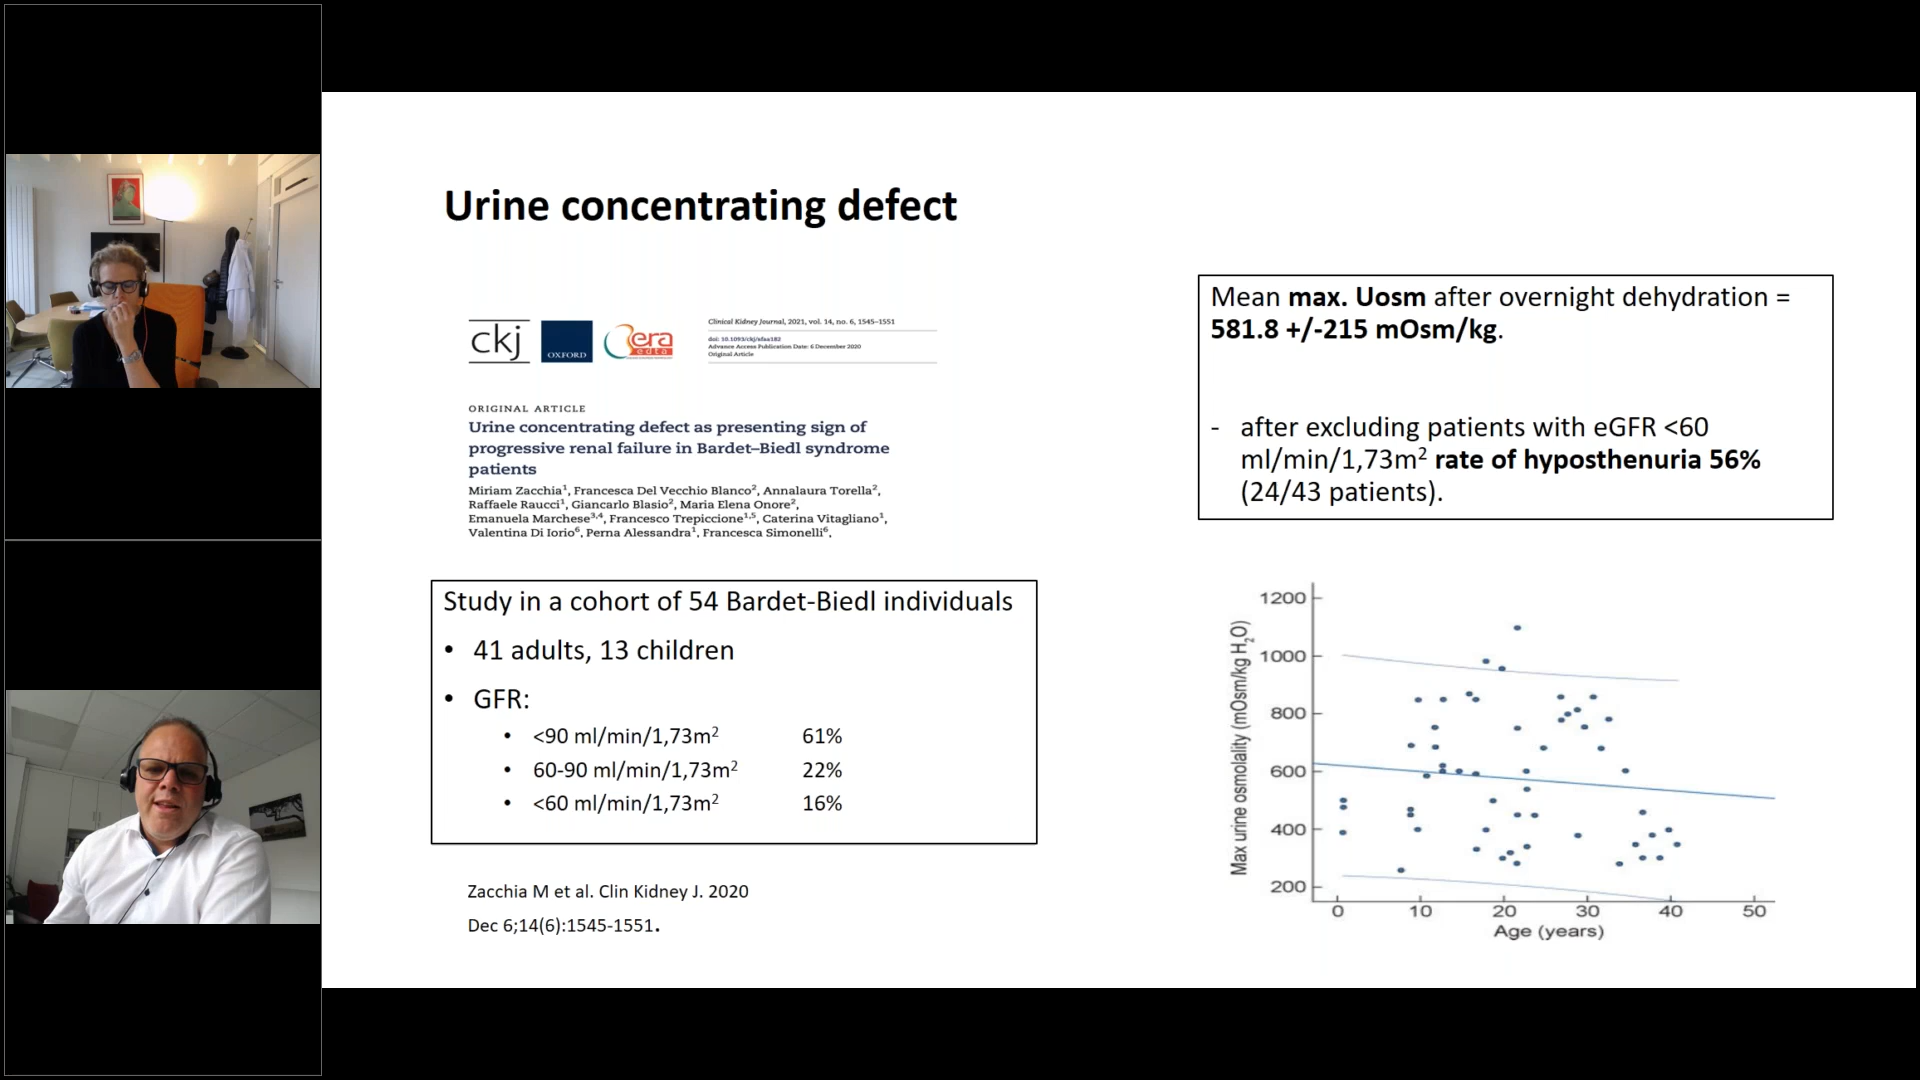 Urine concentrating defect
ckj
OXFORD
era
edta
Clinical Kidney Journal, 2021, vol. 14, no. 6, 1545–1551
doi: 10.1093/ckj/sfaa182
Advance Access Publication Date: 6 December 2020
Original Article
ORIGINAL ARTICLE
Urine concentrating defect as presenting sign of
progressive renal failure in Bardet–Biedl syndrome
patients
Miriam Zacchia1, Francesca Del Vecchio Blanco2, Annalaura Torella2,
Raffaele Raucci1, Giancarlo Blasio2, Maria Elena Onore2,
Emanuela Marchese3,4, Francesco Trepiccione1,5, Caterina Vitagliano1,
Valentina Di Iorio6, Perna Alessandra1, Francesca Simonelli6,
Study in a cohort of 54 Bardet-Biedl individuals
• 41 adults, 13 children
• GFR:
• <90 ml/min/1,73m2 61%
• 60-90 ml/min/1,73m2 22%
• <60 ml/min/1,73m2 16%
Zacchia M et al. Clin Kidney J. 2020
Dec 6;14(6):1545-1551.
Mean max. Uosm after overnight dehydration =
581.8 +/-215 mOsm/kg.
- after excluding patients with eGFR <60
ml/min/1,73m2 rate of hyposthenuria 56%
(24/43 patients).
Max urine osmolality (mOsm/kg H2O)
1200
1000
800
600
400
200
0 10 20 30 40 50
Age (years)